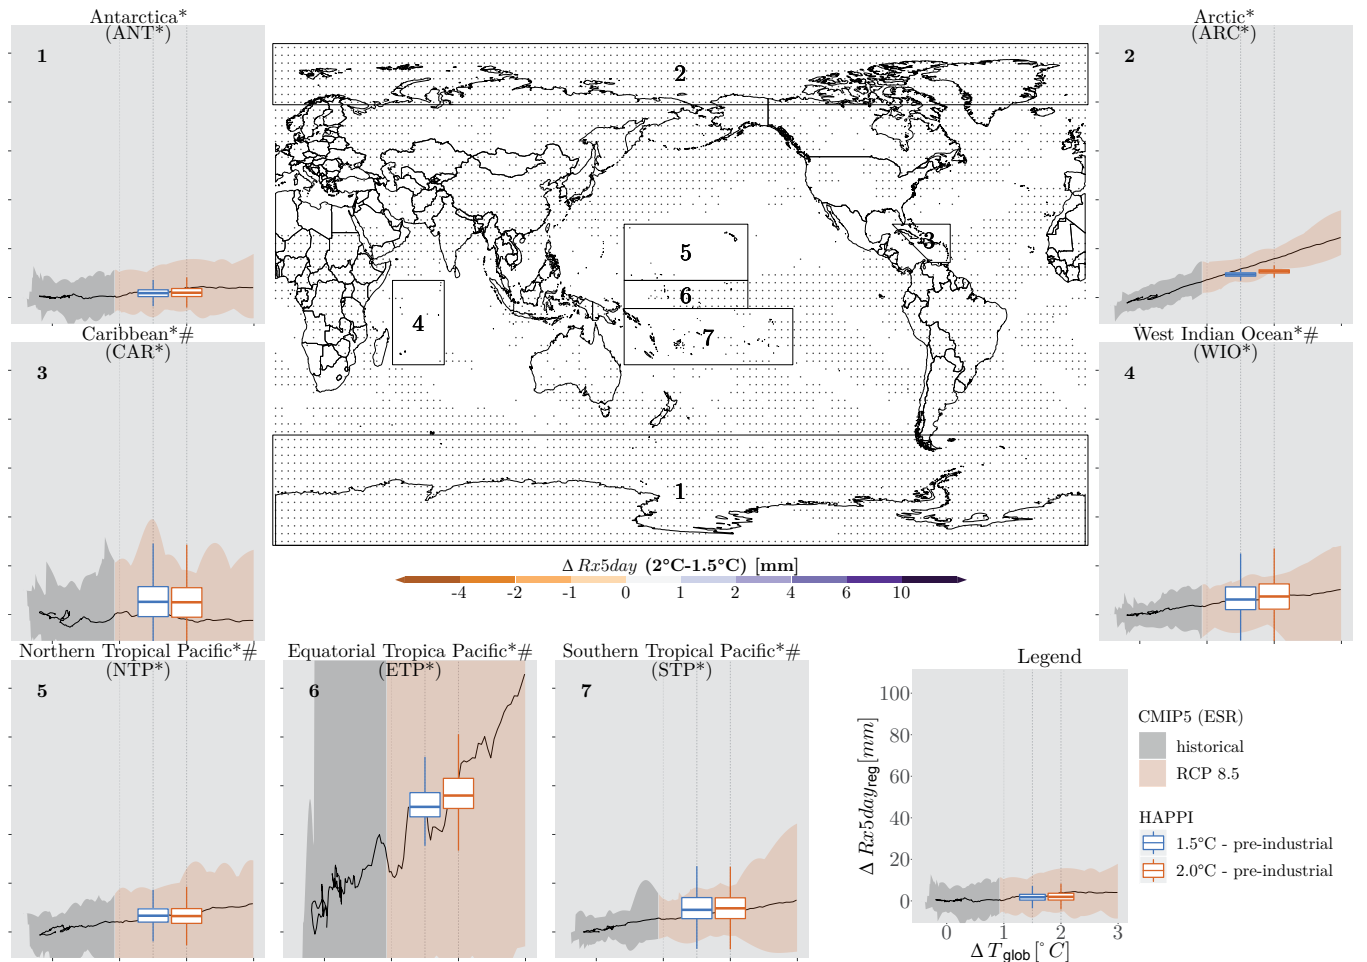 Antarctica*
(ANT*)
1
Arctic*
(ARC*)
2
2
3
4
5
6
7
1
Caribbean*#
(CAR*)
3
West Indian Ocean*#
(WIO*)
4
Δ Rx5day (2°C-1.5°C) [mm]
-4 -2 -1 0 1 2 4 6 10
Northern Tropical Pacific*#
(NTP*)
5
Equatorial Tropica Pacific*#
(ETP*)
6
Southern Tropical Pacific*#
(STP*)
7
Legend
Δ Rx5day_reg [mm]
100
80
60
40
20
0
0 1 2 3
Δ T_glob [°C]
CMIP5 (ESR)
historical
RCP 8.5
HAPPI
1.5°C - pre-industrial
2.0°C - pre-industrial